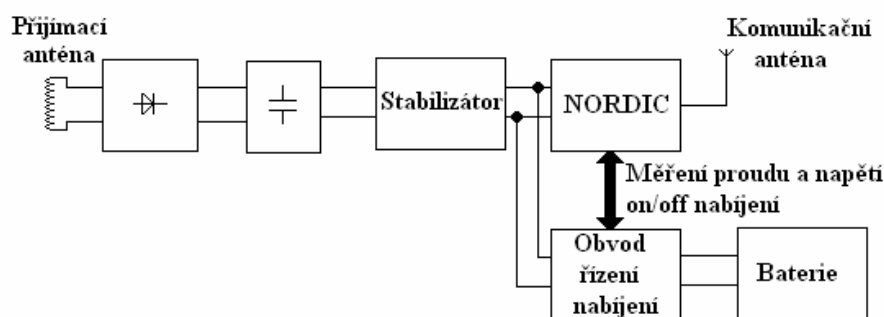 Přijímací
anténa
Komunikační
anténa
Stabilizátor
NORDIC
Měření proudu a napětí
on/off nabíjení
Obvod
řízení
nabíjení
Baterie